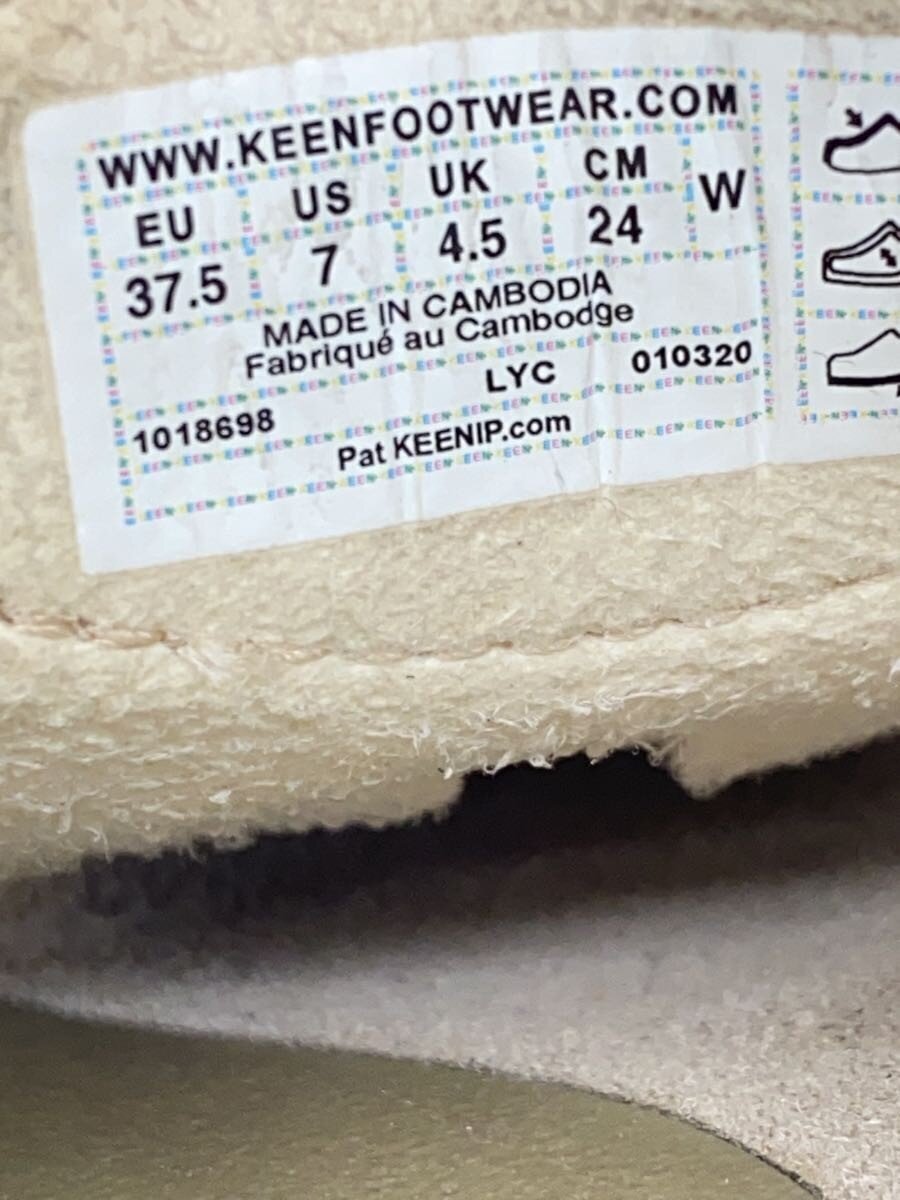 WWW.KEENFOOTWEAR.COM
EU US UK CM W
37.5 7 4.5 24
MADE IN CAMBODIA
Fabriqué au Cambodge
1018698 LYC 010320
Pat KEENIP.com